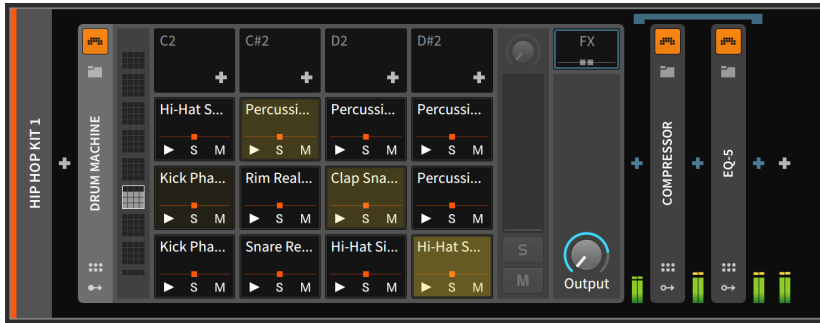 HIP HOP KIT 1
DRUM MACHINE
C2 C#2 D2 D#2
Hi-Hat S... Percussi... Percussi... Percussi...
S M S M S M S M
Kick Pha... Rim Real... Clap Sna... Percussi...
S M S M S M S M
Kick Pha... Snare Re... Hi-Hat Si... Hi-Hat S...
S M S M S M S M
S
M
FX
Output
COMPRESSOR
EQ-5